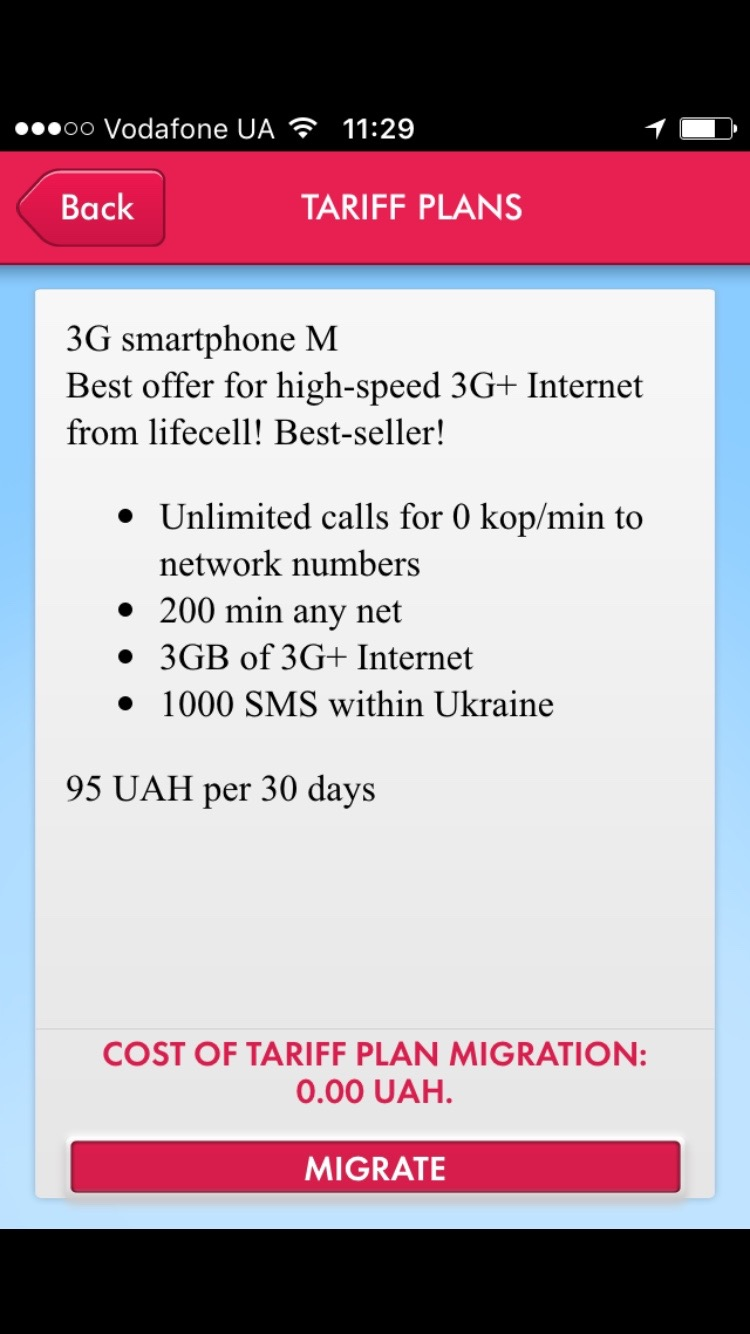 Vodafone UA 11:29
Back TARIFF PLANS
3G smartphone M
Best offer for high-speed 3G+ Internet
from lifecell! Best-seller!
• Unlimited calls for 0 kop/min to
network numbers
• 200 min any net
• 3GB of 3G+ Internet
• 1000 SMS within Ukraine
95 UAH per 30 days
COST OF TARIFF PLAN MIGRATION:
0.00 UAH.
MIGRATE